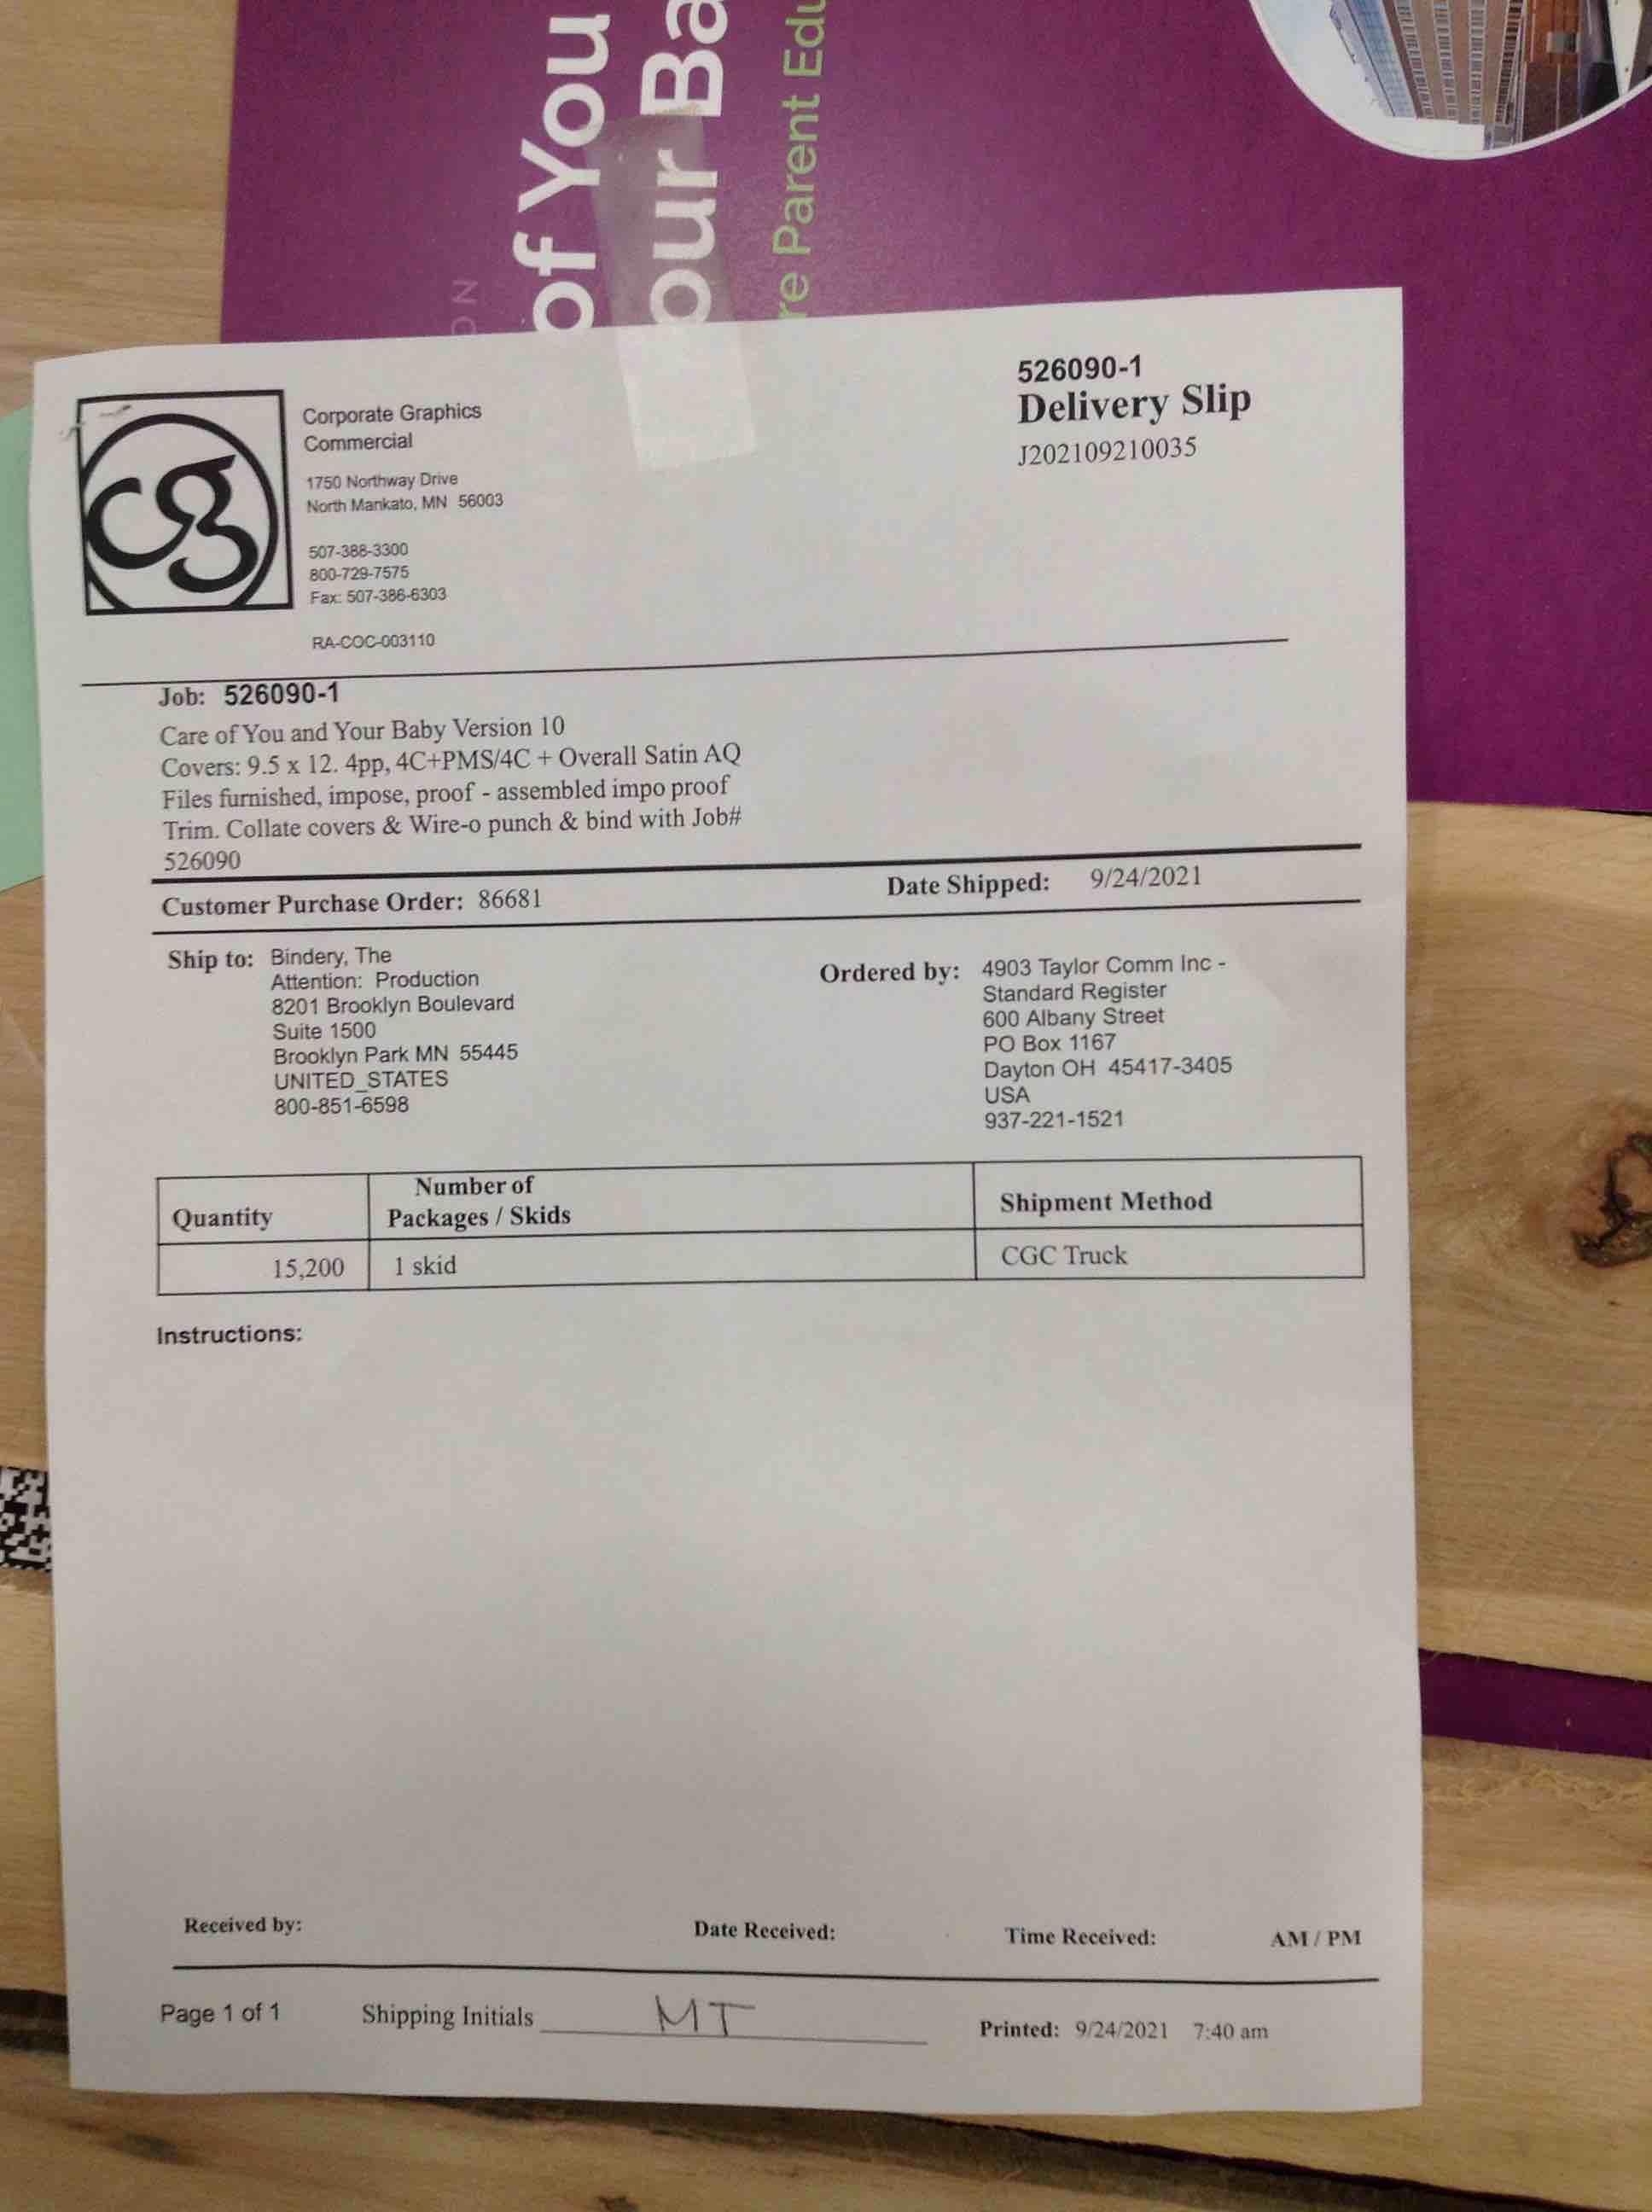 of You
our Ba
re Parent Edu
ON
526090-1
Delivery Slip
J202109210035
cg
Corporate Graphics
Commercial
1750 Northway Drive
North Mankato, MN 56003
507-388-3300
800-729-7575
Fax: 507-386-6303
RA-COC-003110
Job: 526090-1
Care of You and Your Baby Version 10
Covers: 9.5 x 12. 4pp, 4C+PMS/4C + Overall Satin AQ
Files furnished, impose, proof - assembled impo proof
Trim. Collate covers & Wire-o punch & bind with Job#
526090
Customer Purchase Order: 86681 Date Shipped: 9/24/2021
Ship to: Bindery, The
Attention: Production
8201 Brooklyn Boulevard
Suite 1500
Brooklyn Park MN 55445
UNITED_STATES
800-851-6598
Ordered by: 4903 Taylor Comm Inc -
Standard Register
600 Albany Street
PO Box 1167
Dayton OH 45417-3405
USA
937-221-1521
Quantity
Number of
Packages / Skids
Shipment Method
15,200 1 skid CGC Truck
Instructions:
Received by: Date Received: Time Received: AM / PM
Page 1 of 1 Shipping Initials MT Printed: 9/24/2021 7:40 am